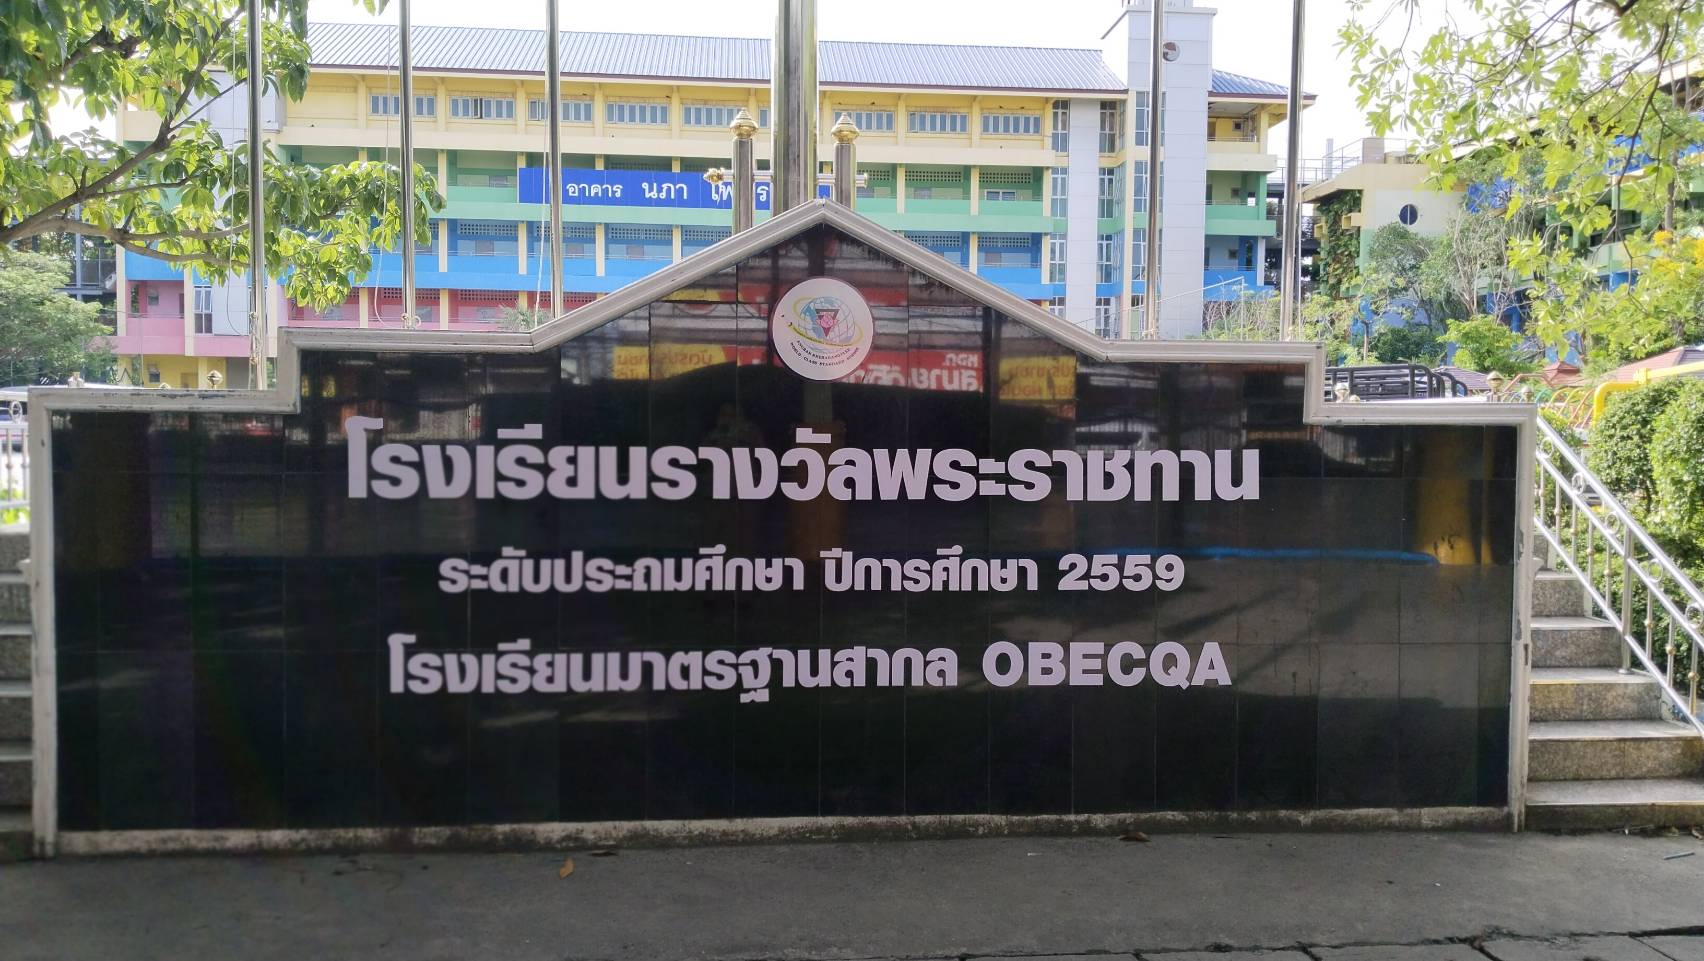 อาคาร นภา
โรงเรียนรางวัลพระราชทาน
ระดับประถมศึกษา ปีการศึกษา 2559
โรงเรียนมาตรฐานสากล OBECQA